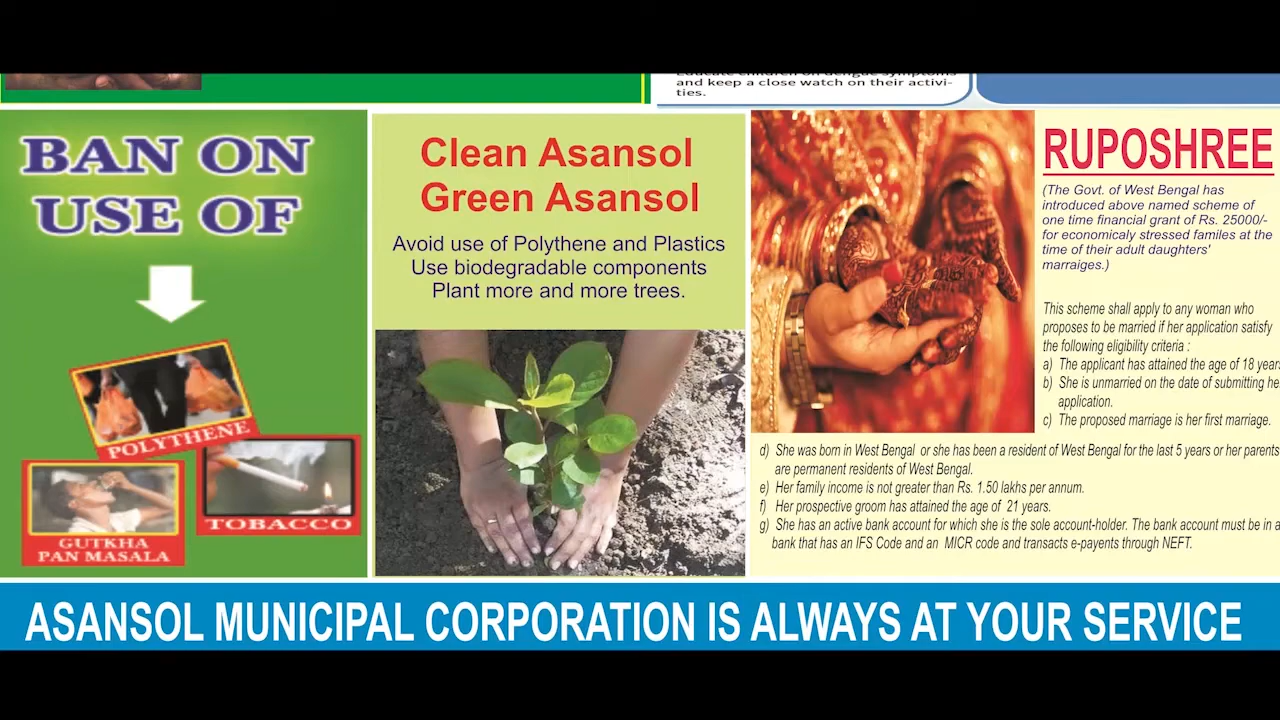 Educate children on dengue symptoms
and keep a close watch on their activi-
ties.
BAN ON
USE OF
POLYTHENE
TOBACCO
GUTKHA
PAN MASALA
Clean Asansol
Green Asansol
Avoid use of Polythene and Plastics
Use biodegradable components
Plant more and more trees.
RUPOSHREE
(The Govt. of West Bengal has
introduced above named scheme of
one time financial grant of Rs. 25000/-
for economicaly stressed familes at the
time of their adult daughters'
marraiges.)
This scheme shall apply to any woman who
proposes to be married if her application satisfy
the following eligibility criteria :
a) The applicant has attained the age of 18 years
b) She is unmarried on the date of submitting he
application.
c) The proposed marriage is her first marriage.
d) She was born in West Bengal or she has been a resident of West Bengal for the last 5 years or her parents
are permanent residents of West Bengal.
e) Her family income is not greater than Rs. 1.50 lakhs per annum.
f) Her prospective groom has attained the age of 21 years.
g) She has an active bank account for which she is the sole account-holder. The bank account must be in a
bank that has an IFS Code and an MICR code and transacts e-payents through NEFT.
ASANSOL MUNICIPAL CORPORATION IS ALWAYS AT YOUR SERVICE